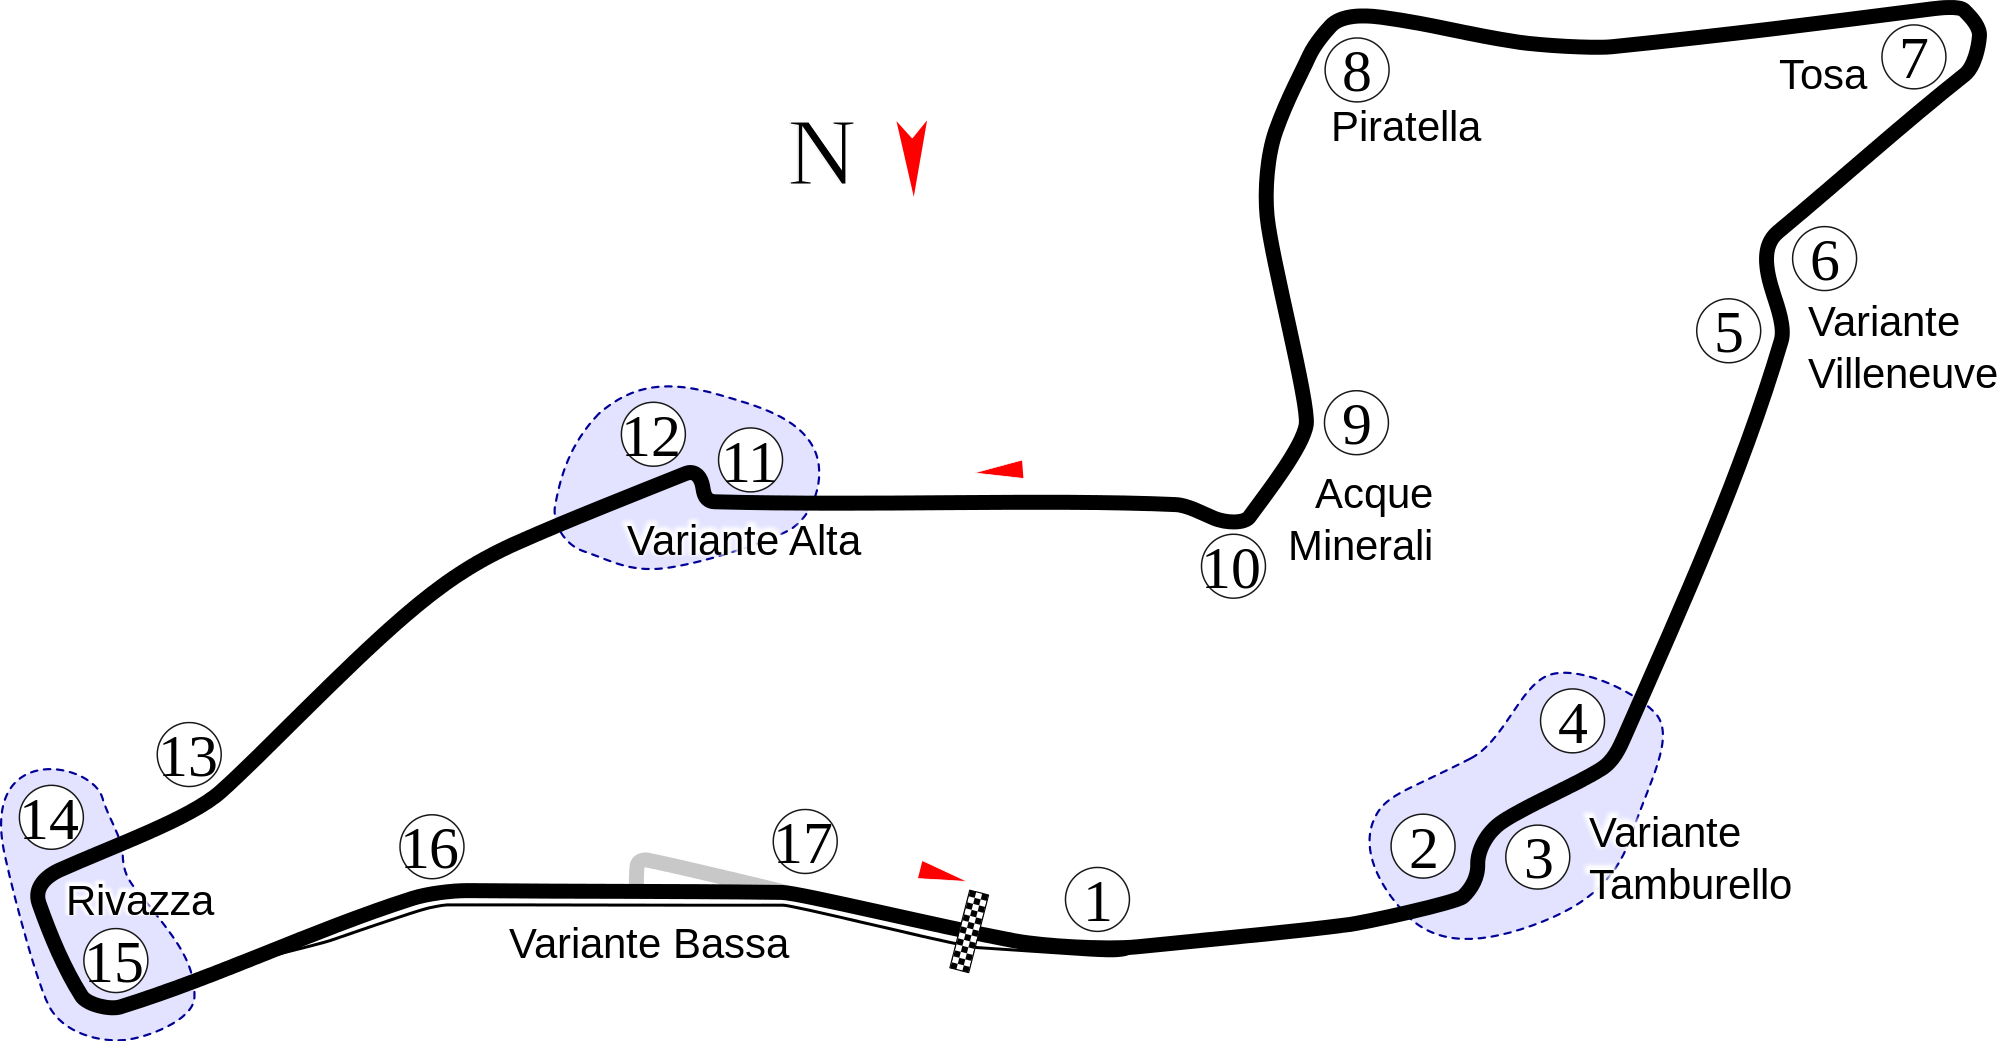 7
Tosa
8
Piratella
N
6
5
Variante
Villeneuve
9
12
11
Acque
Minerali
Variante Alta
10
4
13
14
2
3
Variante
Tamburello
16
17
1
Rivazza
15
Variante Bassa